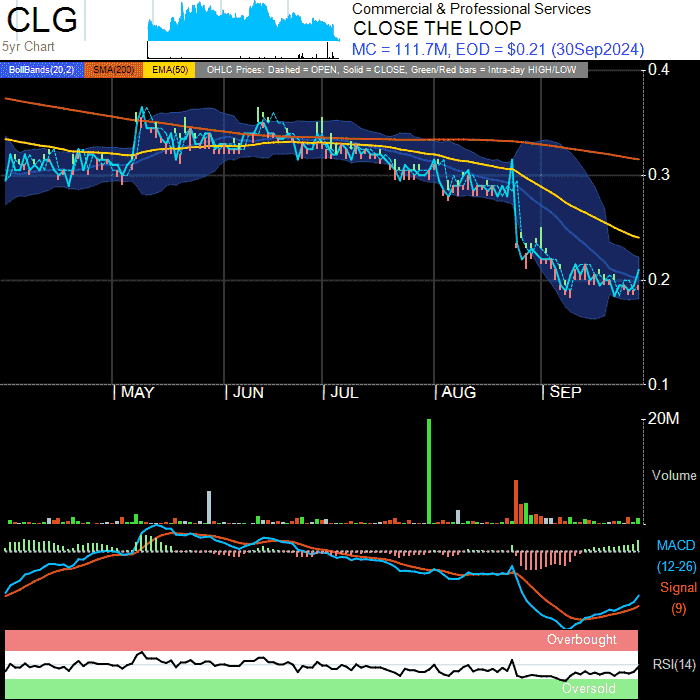 CLG
5yr Chart
Commercial & Professional Services
CLOSE THE LOOP
MC = 111.7M, EOD = $0.21 (30Sep2024)
BollBands(20,2) SMA(200) EMA(50) OHLC Prices: Dashed = OPEN, Solid = CLOSE, Green/Red bars = Intra-day HIGH/LOW
0.4
0.3
0.2
0.1
MAY JUN JUL AUG SEP
20M
Volume
MACD
(12-26)
Signal
(9)
Overbought
RSI(14)
Oversold